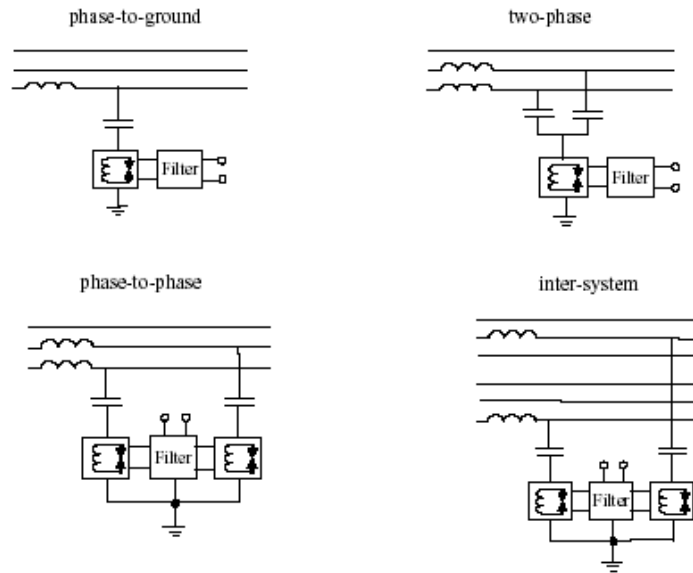 phase-to-ground
two-phase
Filter
Filter
phase-to-phase
inter-system
Filter
Filter